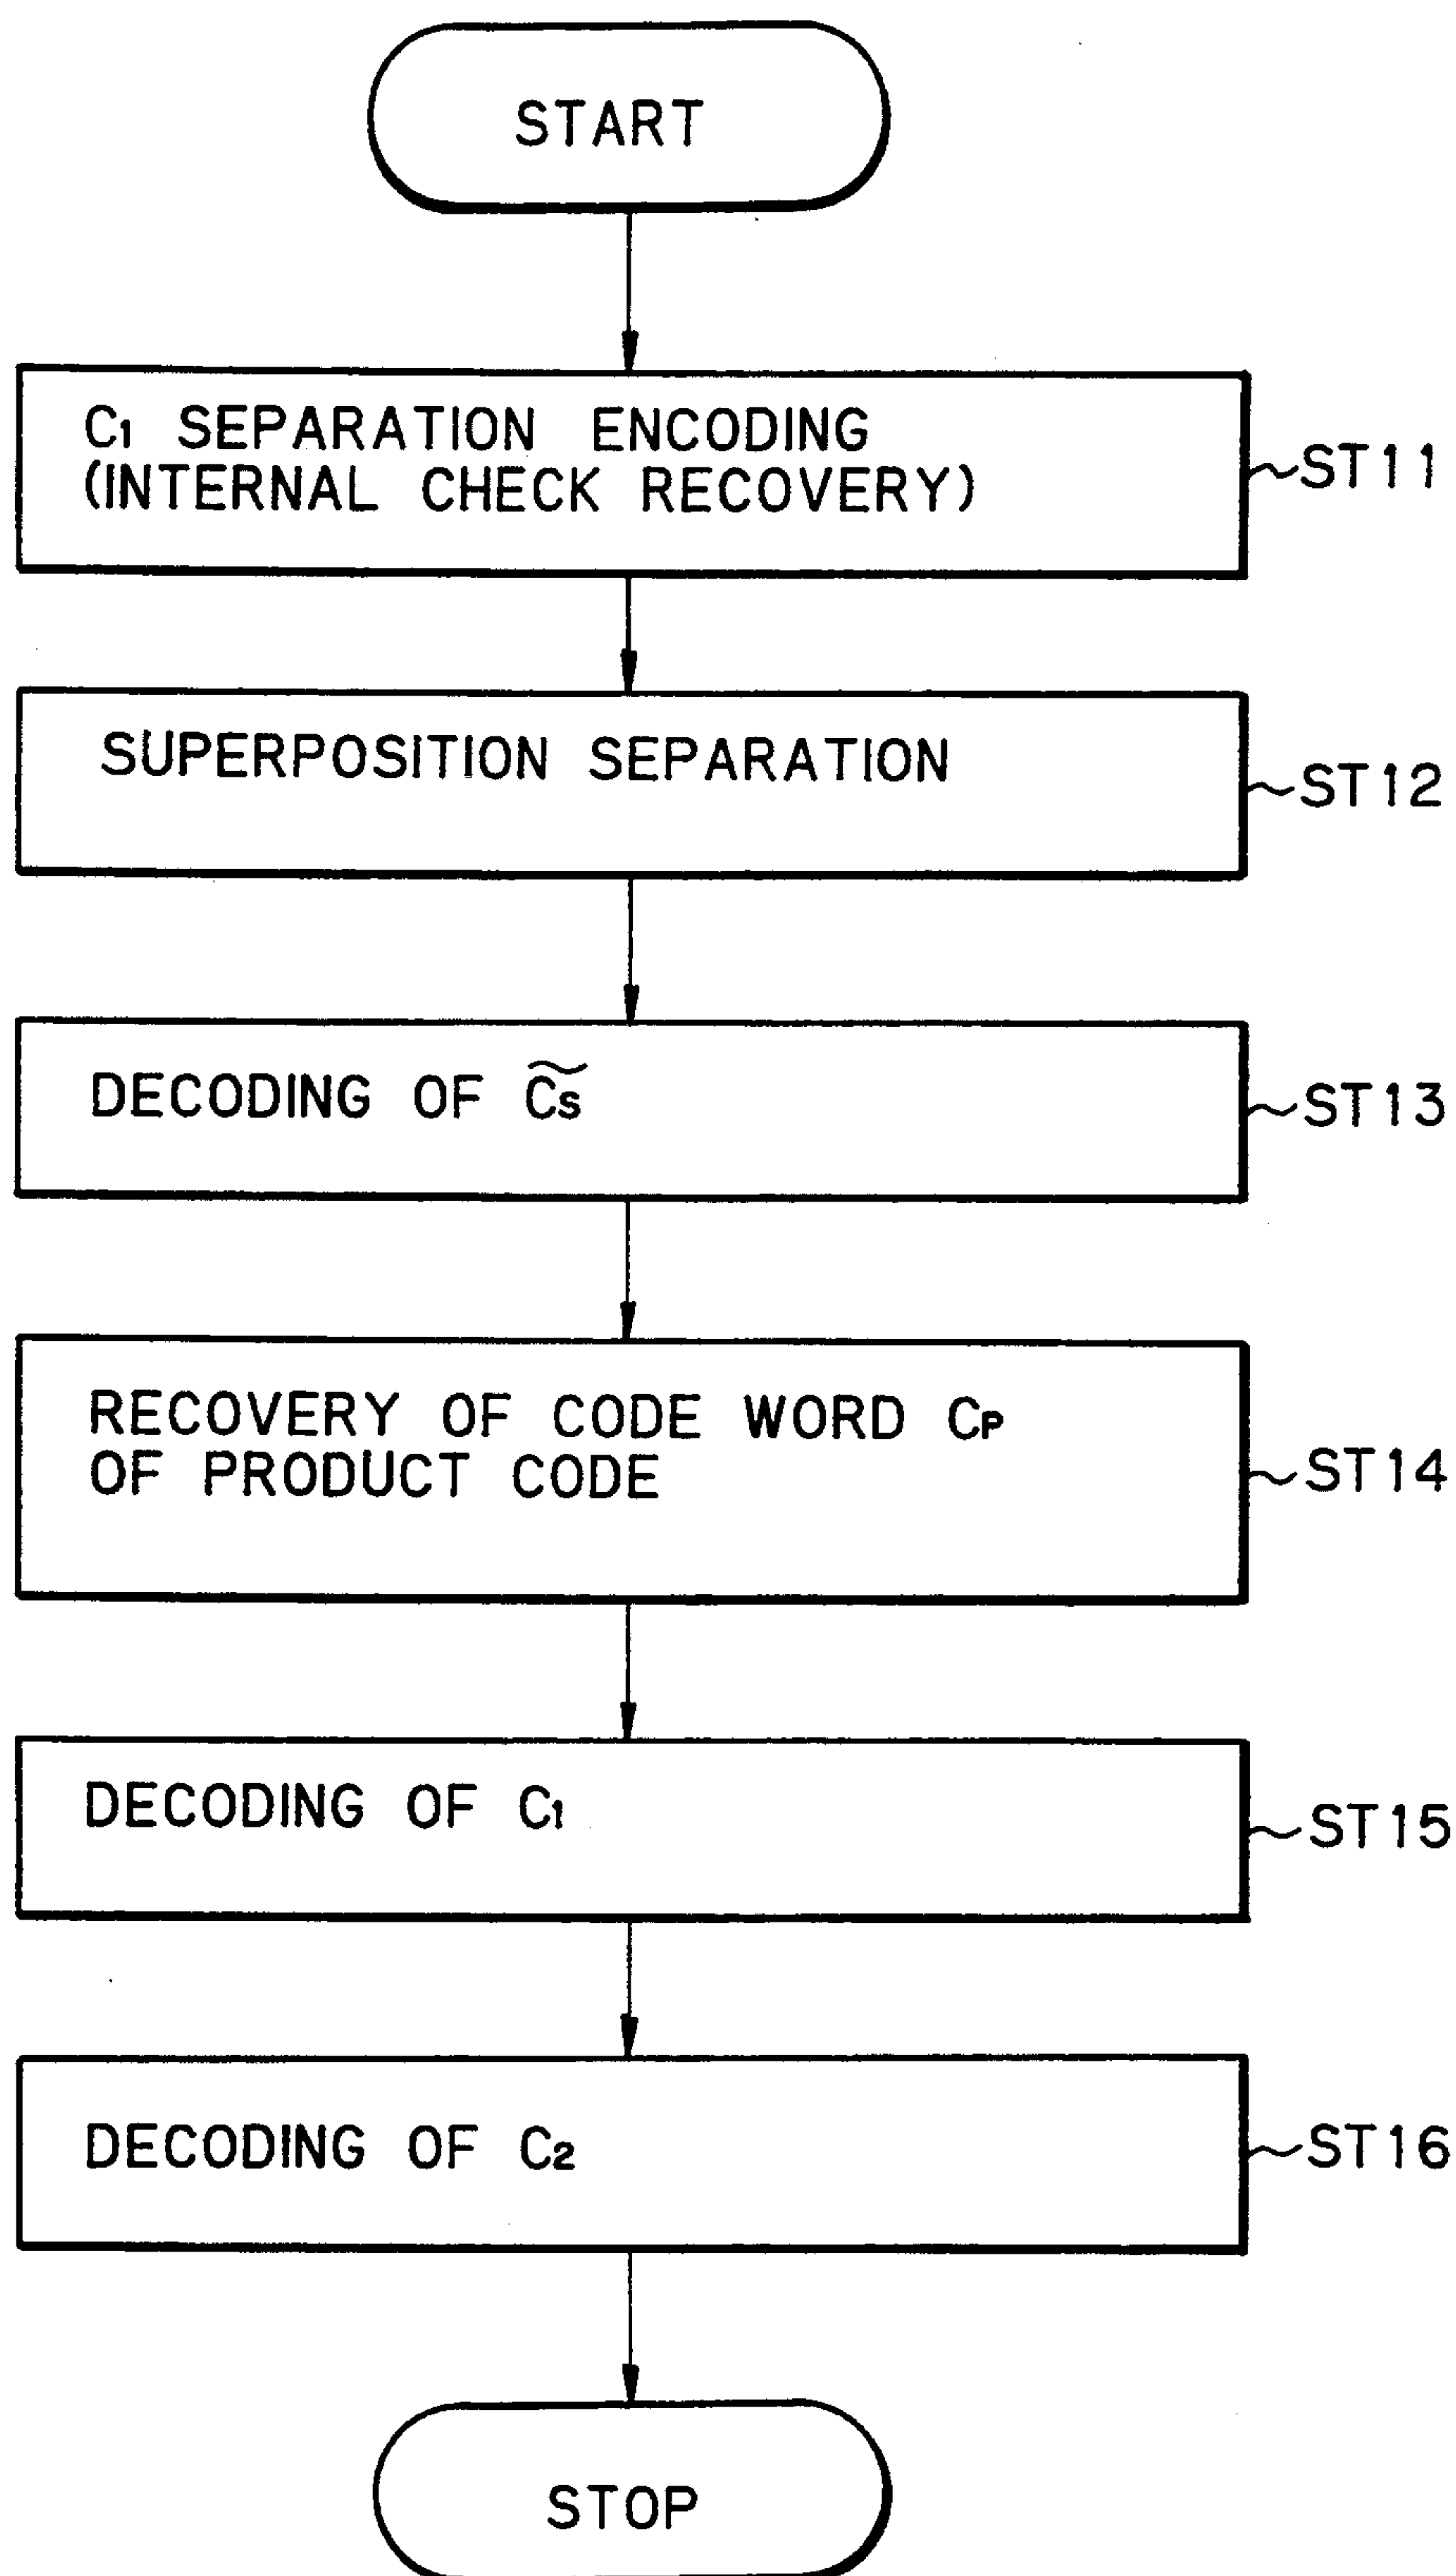 START
C₁ SEPARATION ENCODING
(INTERNAL CHECK RECOVERY)
ST11
SUPERPOSITION SEPARATION
ST12
DECODING OF C̃s
ST13
RECOVERY OF CODE WORD Cᴘ
OF PRODUCT CODE
ST14
DECODING OF C₁
ST15
DECODING OF C₂
ST16
STOP